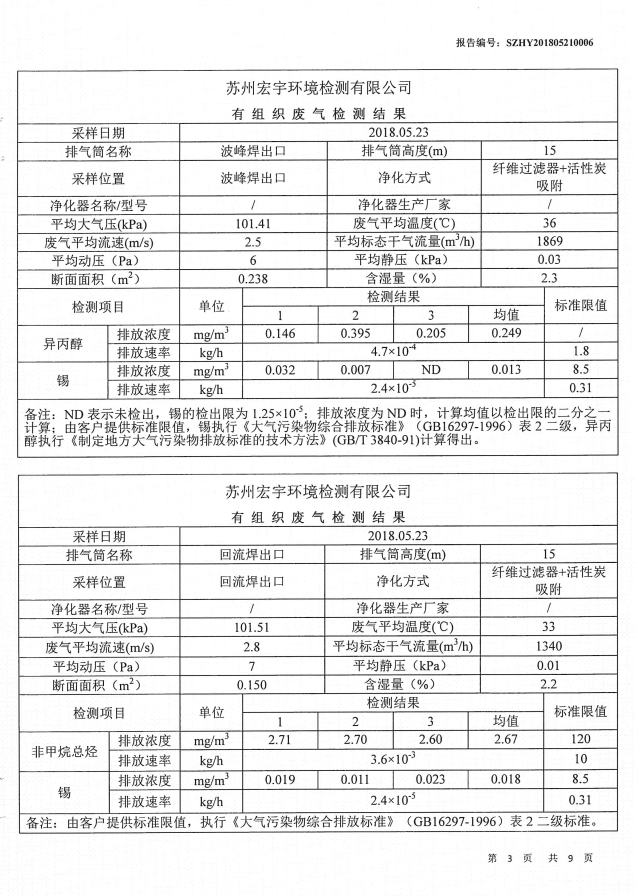 报告编号：SZHY201805210006
苏州宏宇环境检测有限公司
有组织废气检测结果
采样日期 2018.05.23
排气筒名称 波峰焊出口 排气筒高度(m) 15
采样位置 波峰焊出口 净化方式 纤维过滤器+活性炭
吸附
净化器名称/型号 / 净化器生产厂家 /
平均大气压(kPa) 101.41 废气平均温度(℃) 36
废气平均流速(m/s) 2.5 平均标态干气流量(m³/h) 1869
平均动压（Pa） 6 平均静压（kPa） 0.03
断面面积（m²） 0.238 含湿量（%） 2.3
检测项目 单位 检测结果 标准限值
1 2 3 均值
异丙醇 排放浓度 mg/m³ 0.146 0.395 0.205 0.249 /
排放速率 kg/h 4.7×10⁻⁴ 1.8
锡 排放浓度 mg/m³ 0.032 0.007 ND 0.013 8.5
排放速率 kg/h 2.4×10⁻⁵ 0.31
备注：ND 表示未检出，锡的检出限为 1.25×10⁻⁵；排放浓度为 ND 时，计算均值以检出限的二分之一
计算；由客户提供标准限值，锡执行《大气污染物综合排放标准》（GB16297-1996）表 2 二级，异丙
醇执行《制定地方大气污染物排放标准的技术方法》(GB/T 3840-91)计算得出。
苏州宏宇环境检测有限公司
有组织废气检测结果
采样日期 2018.05.23
排气筒名称 回流焊出口 排气筒高度(m) 15
采样位置 回流焊出口 净化方式 纤维过滤器+活性炭
吸附
净化器名称/型号 / 净化器生产厂家 /
平均大气压(kPa) 101.51 废气平均温度(℃) 33
废气平均流速(m/s) 2.8 平均标态干气流量(m³/h) 1340
平均动压（Pa） 7 平均静压（kPa） 0.01
断面面积（m²） 0.150 含湿量（%） 2.2
检测项目 单位 检测结果 标准限值
1 2 3 均值
非甲烷总烃 排放浓度 mg/m³ 2.71 2.70 2.60 2.67 120
排放速率 kg/h 3.6×10⁻³ 10
锡 排放浓度 mg/m³ 0.019 0.011 0.023 0.018 8.5
排放速率 kg/h 2.4×10⁻⁵ 0.31
备注：由客户提供标准限值，执行《大气污染物综合排放标准》（GB16297-1996）表 2 二级标准。
第 3 页 共 9 页